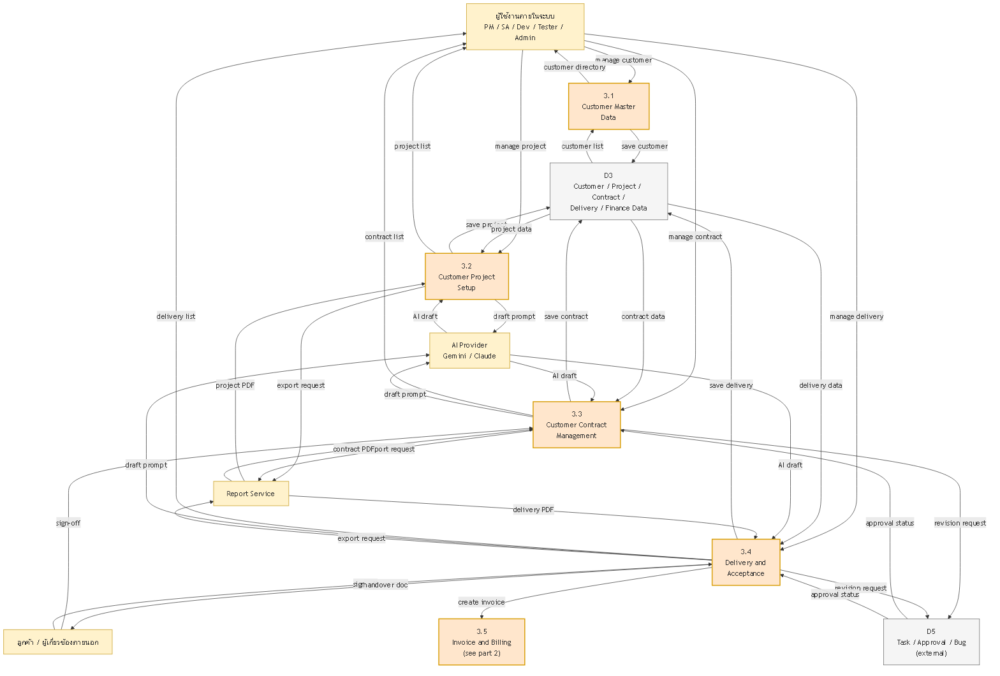 ผู้ใช้งานภายในระบบ
PM / SA / Dev / Tester /
Admin
manage customer
customer directory
3.1
Customer Master
Data
project list
manage project
customer list
save customer
D3
Customer / Project /
Contract /
Delivery / Finance Data
save project
project data
contract list
manage contract
3.2
Customer Project
Setup
delivery list
AI draft
draft prompt
save contract
contract data
manage delivery
AI Provider
Gemini / Claude
AI draft
project PDF
export request
draft prompt
save delivery
delivery data
3.3
Customer Contract
Management
contract PDF
port request
draft prompt
AI draft
Report Service
delivery PDF
sign-off
approval status
revision request
export request
3.4
Delivery and
Acceptance
sig
handover doc
revision request
approval status
create invoice
ลูกค้า / ผู้เกี่ยวข้องภายนอก
3.5
Invoice and Billing
(see part 2)
D5
Task / Approval / Bug
(external)